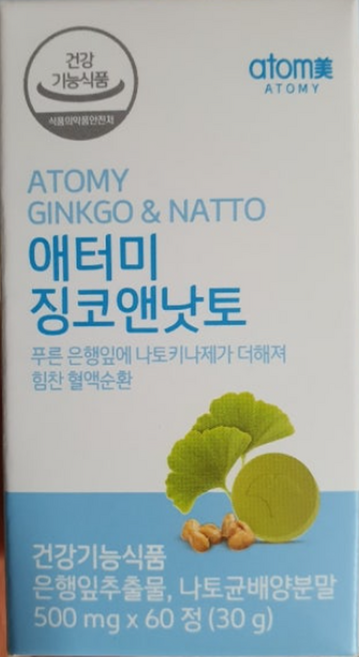 건강
기능식품
식품의약품안전처
atom美
ATOMY
ATOMY
GINKGO & NATTO
애터미
징코앤낫토
푸른 은행잎에 나토키나제가 더해져
힘찬 혈액순환
건강기능식품
은행잎추출물, 나토균배양분말
500 mg x 60 정 (30 g)